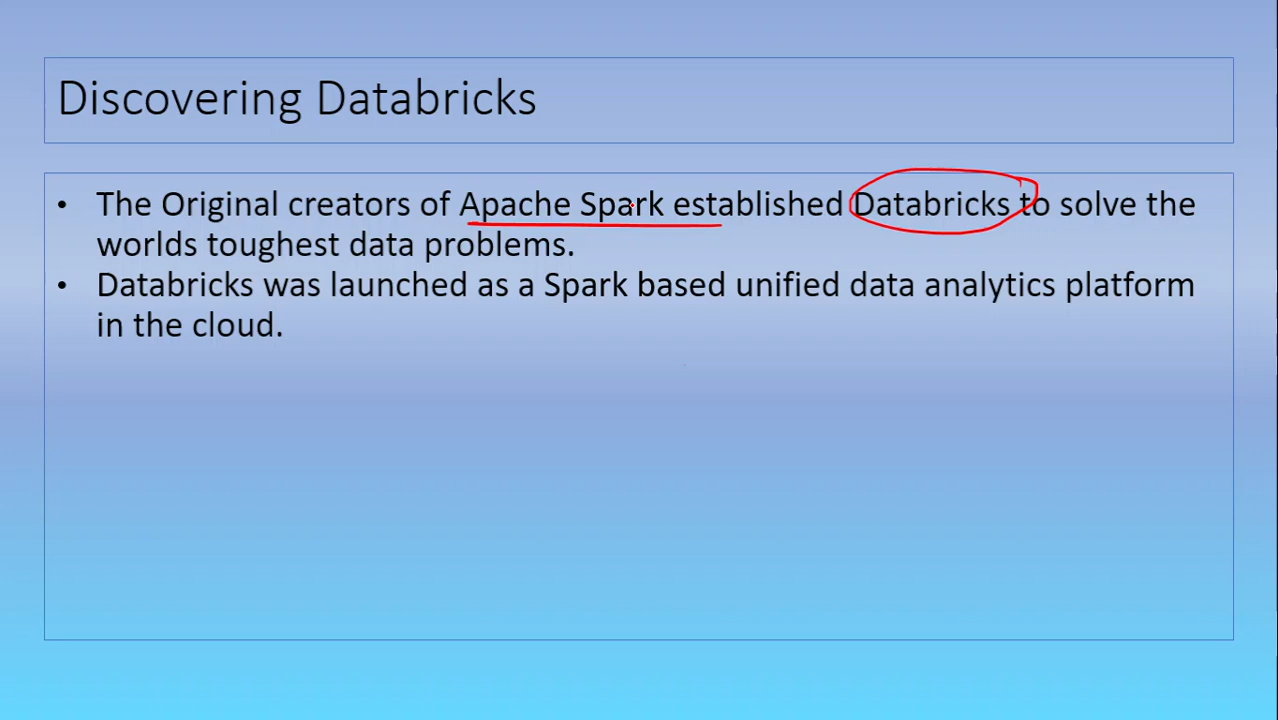 Discovering Databricks
• The Original creators of Apache Spark established Databricks to solve the
worlds toughest data problems.
• Databricks was launched as a Spark based unified data analytics platform
in the cloud.